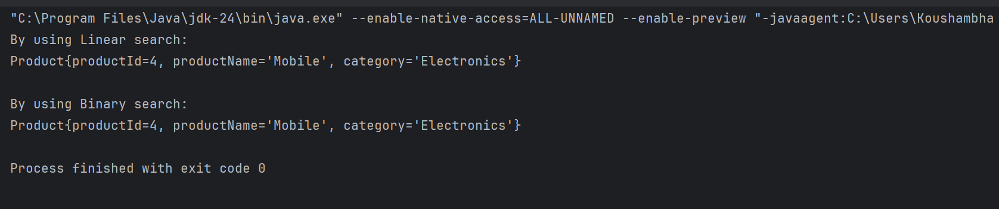 "C:\Program Files\Java\jdk-24\bin\java.exe" --enable-native-access=ALL-UNNAMED --enable-preview "-javaagent:C:\Users\Koushambha
By using Linear search:
Product{productId=4, productName='Mobile', category='Electronics'}
By using Binary search:
Product{productId=4, productName='Mobile', category='Electronics'}
Process finished with exit code 0